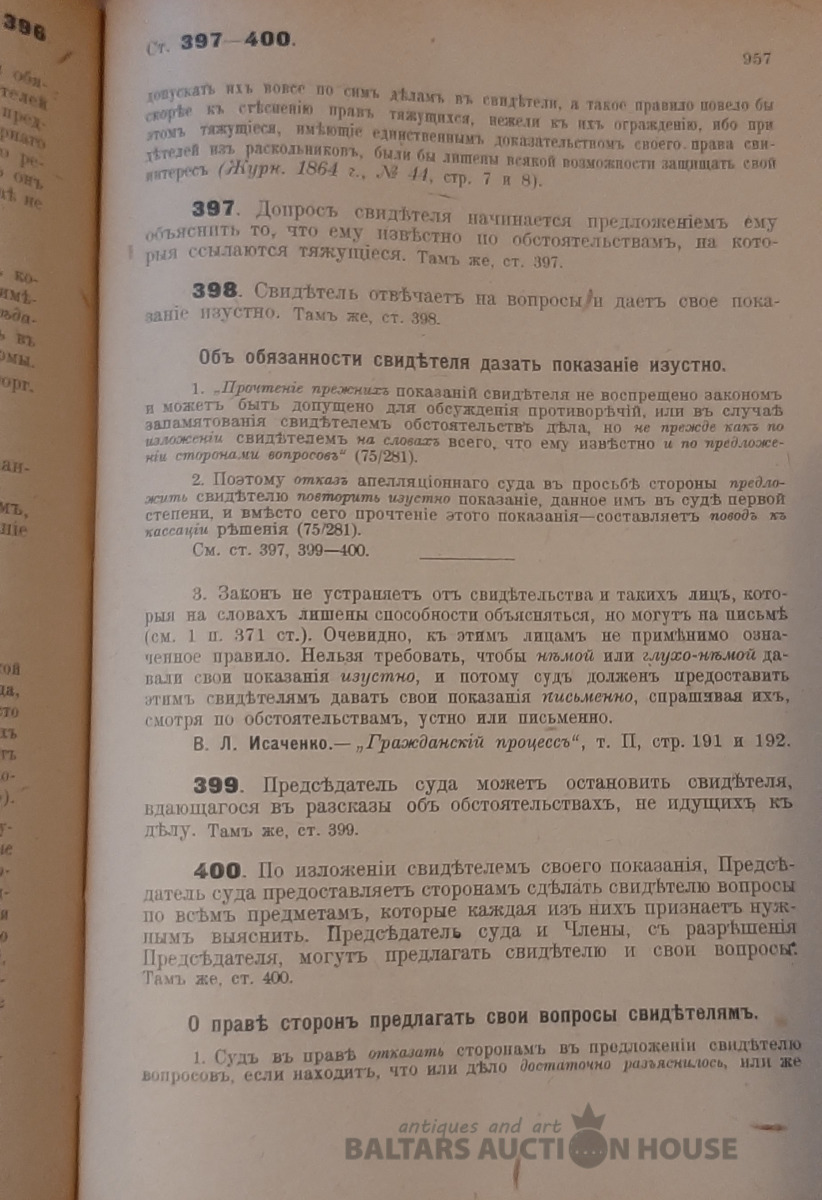 396
Ст. 397—400.
957
допускать ихъ вовсе по симъ дѣламъ въ свидѣтели, а такое правило повело бы
скорѣе къ стѣсненію правъ тяжущихся, нежели къ ихъ огражденію, ибо при
этомъ тяжущіеся, имѣющіе единственнымъ доказательствомъ своего права сви-
дѣтелей изъ раскольниковъ, были бы лишены всякой возможности защищать свой
интересъ (Журн. 1864 г., № 44, стр. 7 и 8).
397. Допросъ свидѣтеля начинается предложеніемъ ему
объяснить то, что ему извѣстно по обстоятельствамъ, на кото-
рыя ссылаются тяжущіеся. Тамъ же, ст. 397.
398. Свидѣтель отвѣчаетъ на вопросы и даетъ свое пока-
заніе изустно. Тамъ же, ст. 398.
Объ обязанности свидѣтеля дазать показаніе изустно.
1. „Прочтеніе прежнихъ показаній свидѣтеля не воспрещено закономъ
и можетъ быть допущено для обсужденія противорѣчій, или въ случаѣ
запамятованія свидѣтелемъ обстоятельствъ дѣла, но не прежде какъ по
изложеніи свидѣтелемъ на словахъ всего, что ему извѣстно и по предложе-
ніи сторонами вопросовъ“ (75/281).
2. Поэтому отказъ апелляціоннаго суда въ просьбѣ стороны предло-
жить свидѣтелю повторить изустно показаніе, данное имъ въ судѣ первой
степени, и вмѣсто сего прочтеніе этого показанія—составляетъ поводъ къ
кассаціи рѣшенія (75/281).
См. ст. 397, 399—400.
3. Законъ не устраняетъ отъ свидѣтельства и такихъ лицъ, кото-
рыя на словахъ лишены способности объясняться, но могутъ на письмѣ
(см. 1 п. 371 ст.). Очевидно, къ этимъ лицамъ не примѣнимо озна-
ченное правило. Нельзя требовать, чтобы нѣмой или глухо-нѣмой да-
вали свои показанія изустно, и потому судъ долженъ предоставить
этимъ свидѣтелямъ давать свои показанія письменно, спрашивая ихъ,
смотря по обстоятельствамъ, устно или письменно.
В. Л. Исаченко.—„Гражданскій процессъ“, т. II, стр. 191 и 192.
399. Предсѣдатель суда можетъ остановить свидѣтеля,
вдающагося въ разсказы объ обстоятельствахъ, не идущихъ къ
дѣлу. Тамъ же, ст. 399.
400. По изложеніи свидѣтелемъ своего показанія, Предсѣ-
датель суда предоставляетъ сторонамъ сдѣлать свидѣтелю вопросы
по всѣмъ предметамъ, которые каждая изъ нихъ признаетъ нуж-
нымъ выяснить. Предсѣдатель суда и Члены, съ разрѣшенія
Предсѣдателя, могутъ предлагать свидѣтелю и свои вопросы.
Тамъ же, ст. 400.
О правѣ сторонъ предлагать свои вопросы свидѣтелямъ.
1. Судъ въ правѣ отказать сторонамъ въ предложеніи свидѣтелю
вопросовъ, если находитъ, что или дѣло достаточно разъяснилось, или же
antiques and art
BALTARS AUCTION HOUSE